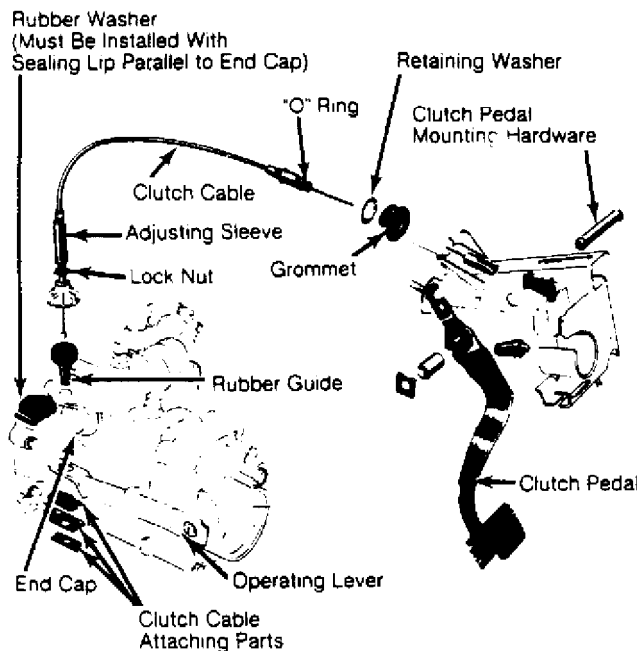 Rubber Washer
(Must Be Installed With
Sealing Lip Parallel to End Cap)
Retaining Washer
"O" Ring
Clutch Pedal
Mounting Hardware
Clutch Cable
Adjusting Sleeve
Grommet
Lock Nut
Rubber Guide
Clutch Pedal
End Cap
Operating Lever
Clutch Cable
Attaching Parts